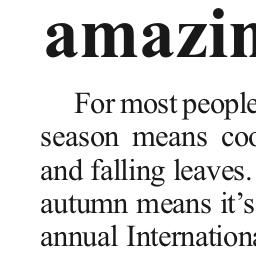 amazin
For most people
season means coo
and falling leaves.
autumn means it's
annual Internationa